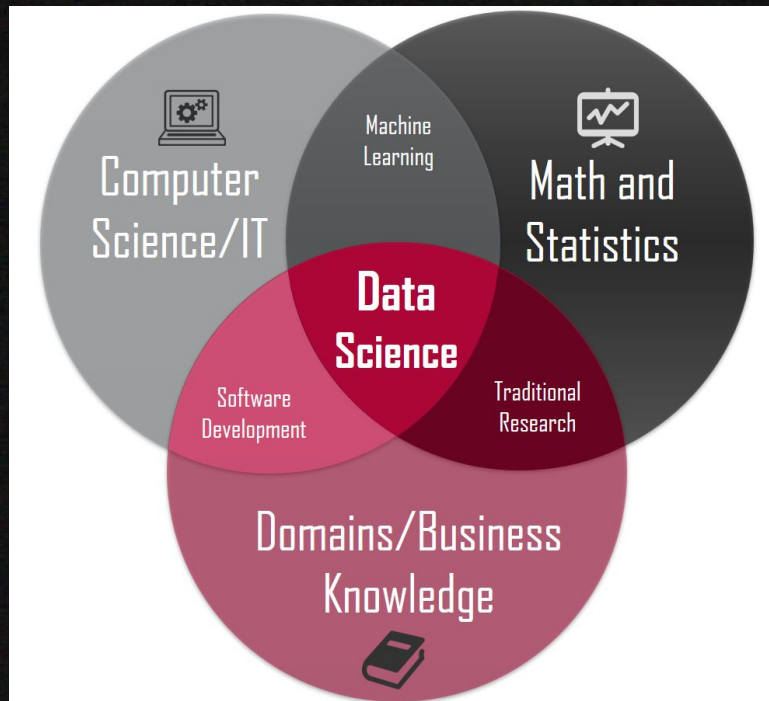 Machine
Learning
Computer
Science/IT
Math and
Statistics
Data
Science
Software
Development
Traditional
Research
Domains/Business
Knowledge